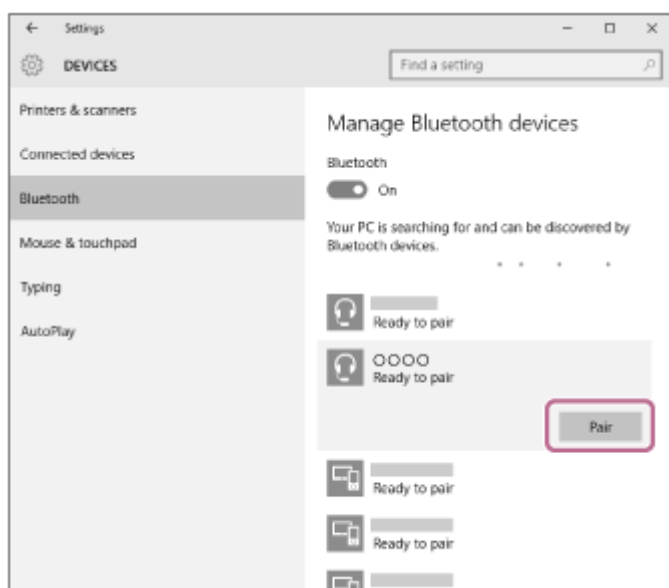 Settings
DEVICES
Find a setting
Printers & scanners
Connected devices
Bluetooth
Mouse & touchpad
Typing
AutoPlay
Manage Bluetooth devices
Bluetooth
On
Your PC is searching for and can be discovered by
Bluetooth devices.
Ready to pair
OOOO
Ready to pair
Pair
Ready to pair
Ready to pair